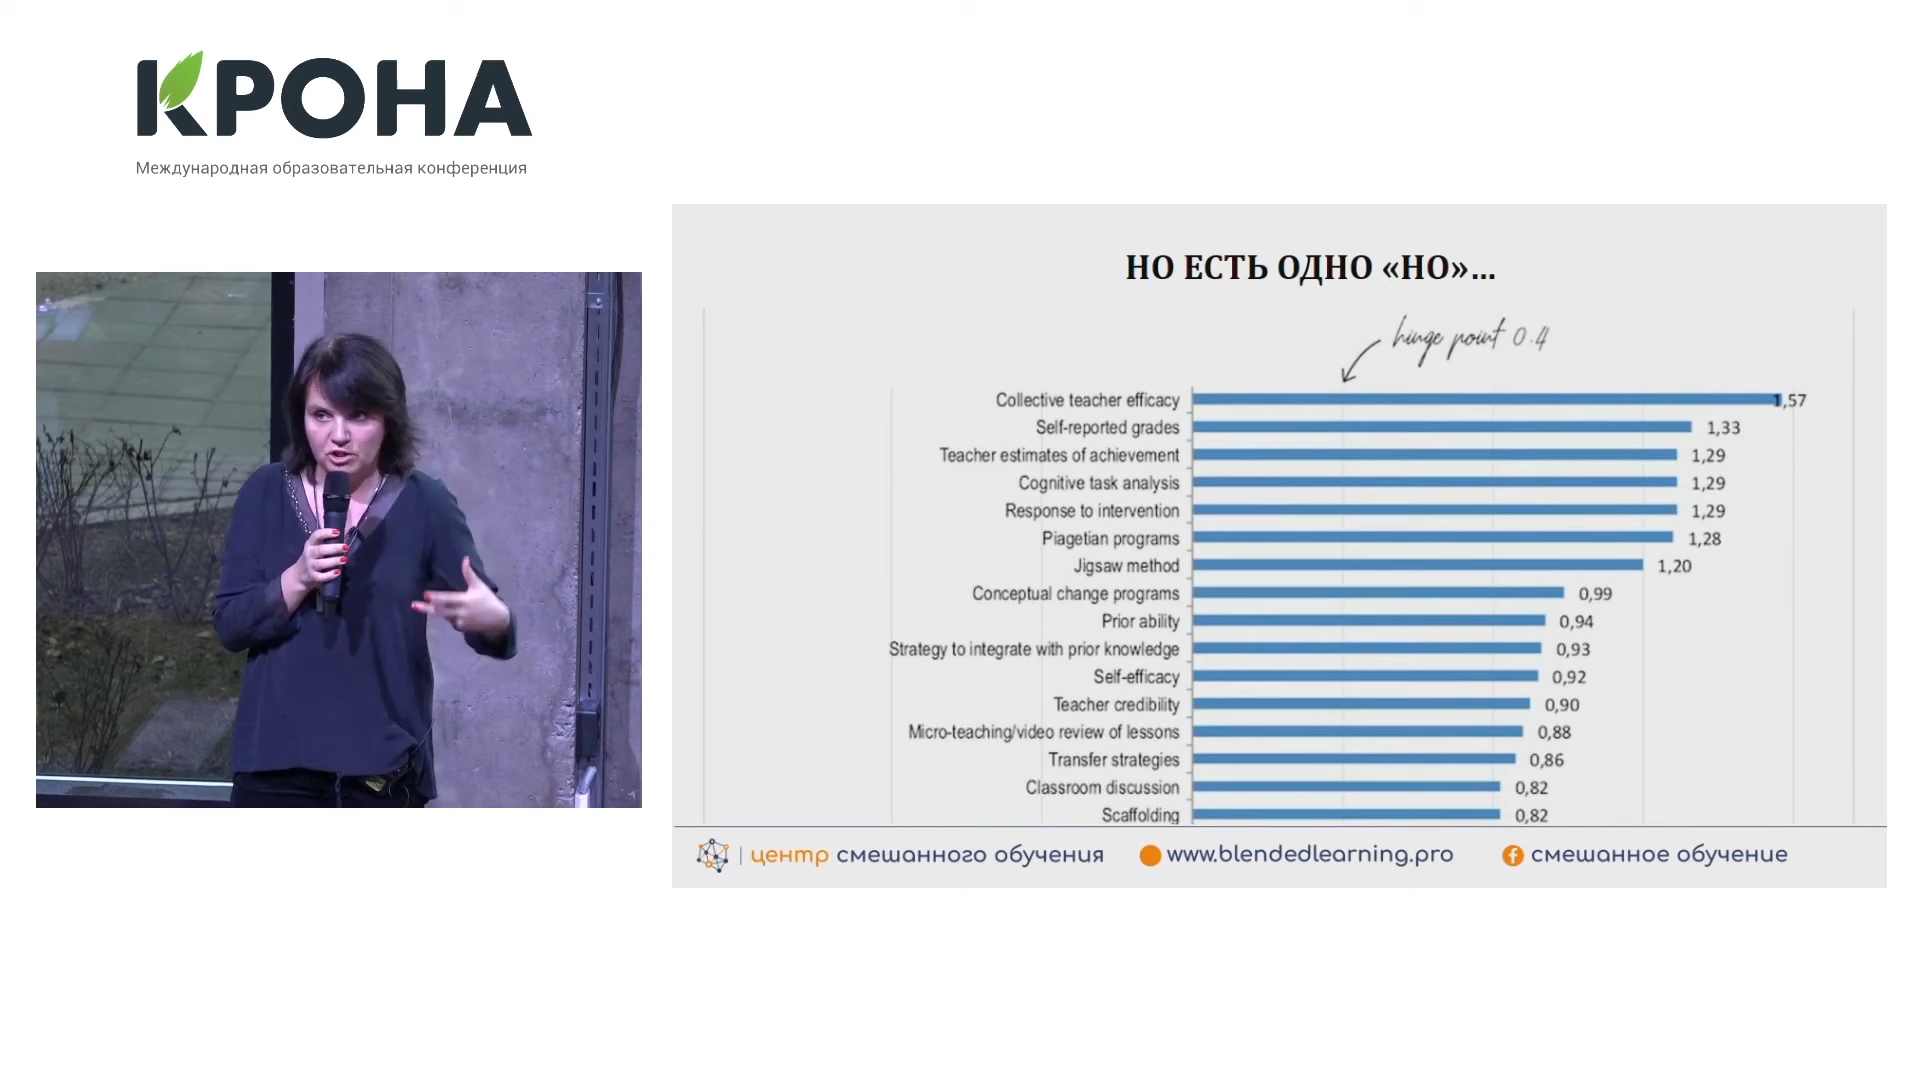 КРОНА
Международная образовательная конференция
НО ЕСТЬ ОДНО «НО»...
hinge point 0.4
Collective teacher efficacy 1,57
Self-reported grades 1,33
Teacher estimates of achievement 1,29
Cognitive task analysis 1,29
Response to intervention 1,29
Piagetian programs 1,28
Jigsaw method 1,20
Conceptual change programs 0,99
Prior ability 0,94
Strategy to integrate with prior knowledge 0,93
Self-efficacy 0,92
Teacher credibility 0,90
Micro-teaching/video review of lessons 0,88
Transfer strategies 0,86
Classroom discussion 0,82
Scaffolding 0,82
центр смешанного обучения www.blendedlearning.pro смешанное обучение